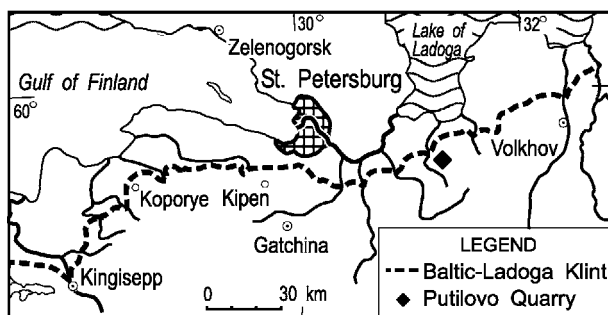 30°
32
Lake of
Ladoga
Zelenogorsk
Gulf of Finland
St. Petersburg
60°
Volkhov
Koporye
Kipen
Gatchina
Kingisepp
0 30 km
LEGEND
Baltic-Ladoga Klint
Putilovo Quarry